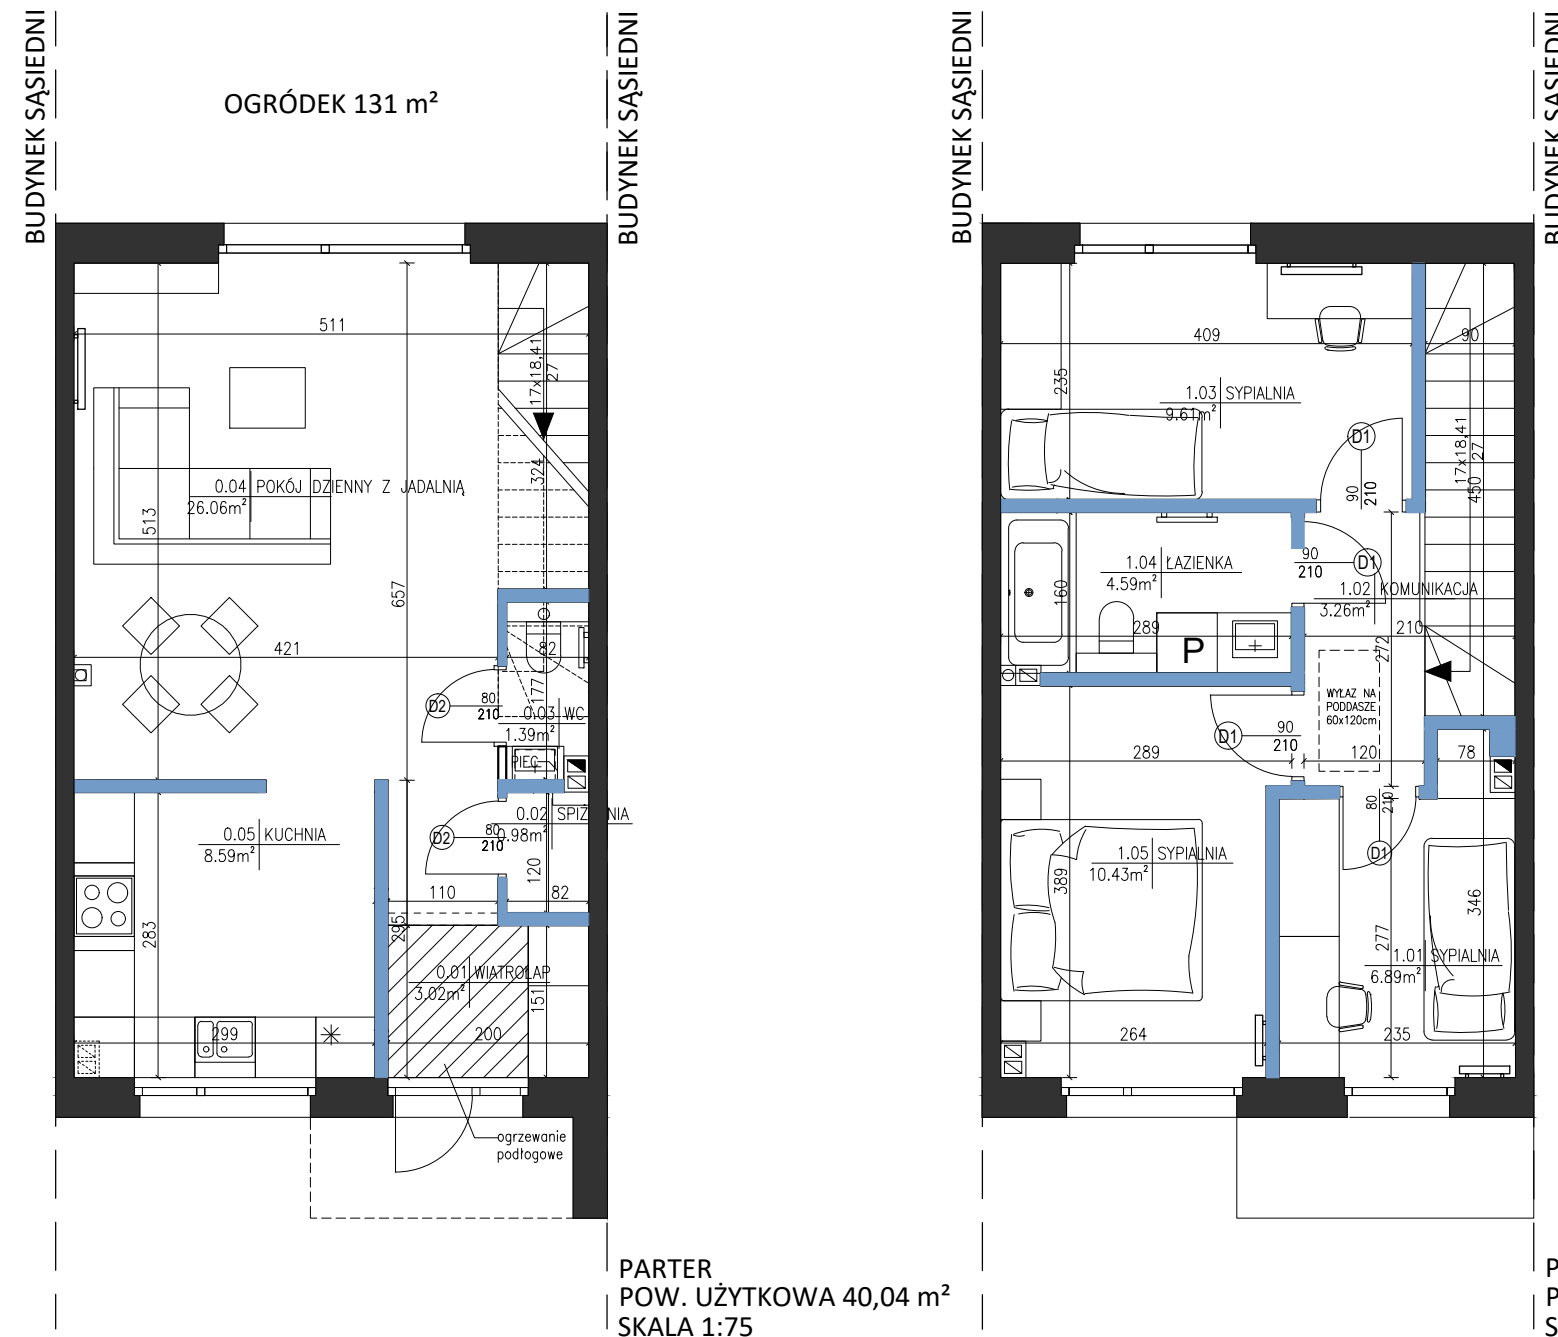 BUDYNEK SĄSIEDNI
BUDYNEK SĄSIEDNI
OGRÓDEK 131 m²
511
17x18,41
27
324
0.04 POKÓJ DZIENNY Z JADALNIĄ
26.06m²
513
657
421
82
177
D2
80
210
0.03 WC
1.39m²
PIEC
0.02
0.98m²
D2
80
210
0.05 KUCHNIA
8.59m²
120
110
82
283
295
0.01 WIATROŁAP
3.02m²
151
299
200
ogrzewanie
podłogowe
PARTER
POW. UŻYTKOWA 40,04 m²
SKALA 1:75
BUDYNEK SĄSIEDNI
BUDYNEK SĄSIEDNI
409
90
235
1.03 SYPIALNIA
9.61m²
D1
90
210
17x18,41
27
450
1.04 ŁAZIENKA
4.59m²
90
210
D1
1.02 KOMUNIKACJA
3.26m²
160
289
210
272
P
WYŁAZ NA
PODDASZE
60x120cm
D1
90
210
289
120
78
80
210
D1
1.05 SYPIALNIA
10.43m²
389
346
277
1.01 SYPIALNIA
6.89m²
264
235
P
P
S